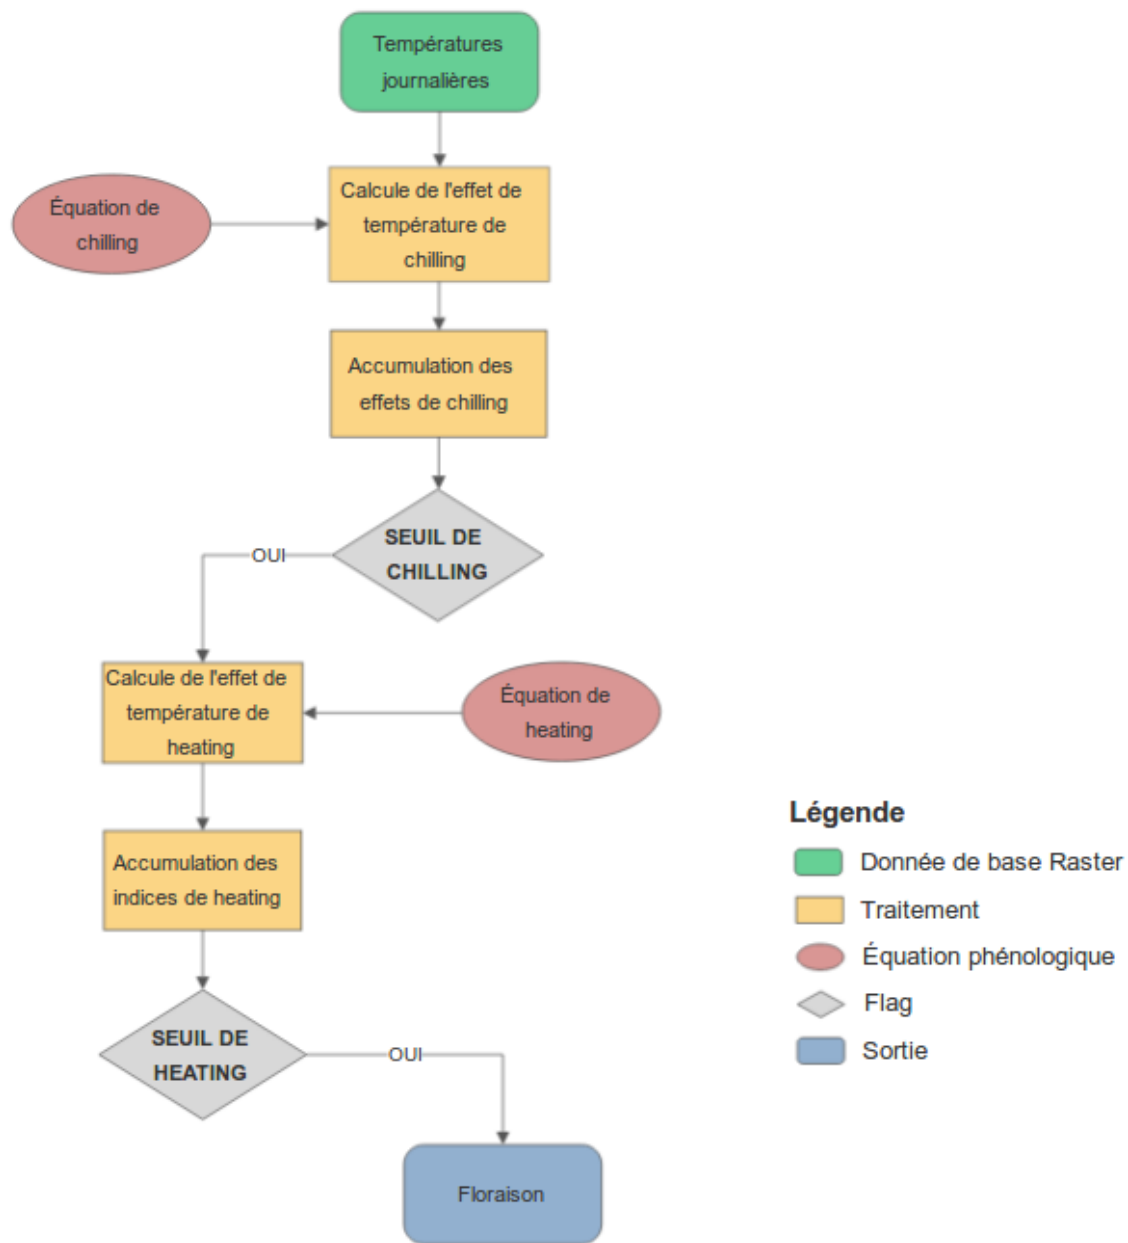 Températures
journalières
Équation de
chilling
Calcule de l'effet de
température de
chilling
Accumulation des
effets de chilling
SEUIL DE
CHILLING
OUI
Calcule de l'effet de
température de
heating
Équation de
heating
Accumulation des
indices de heating
SEUIL DE
HEATING
OUI
Floraison
Légende
Donnée de base Raster
Traitement
Équation phénologique
Flag
Sortie